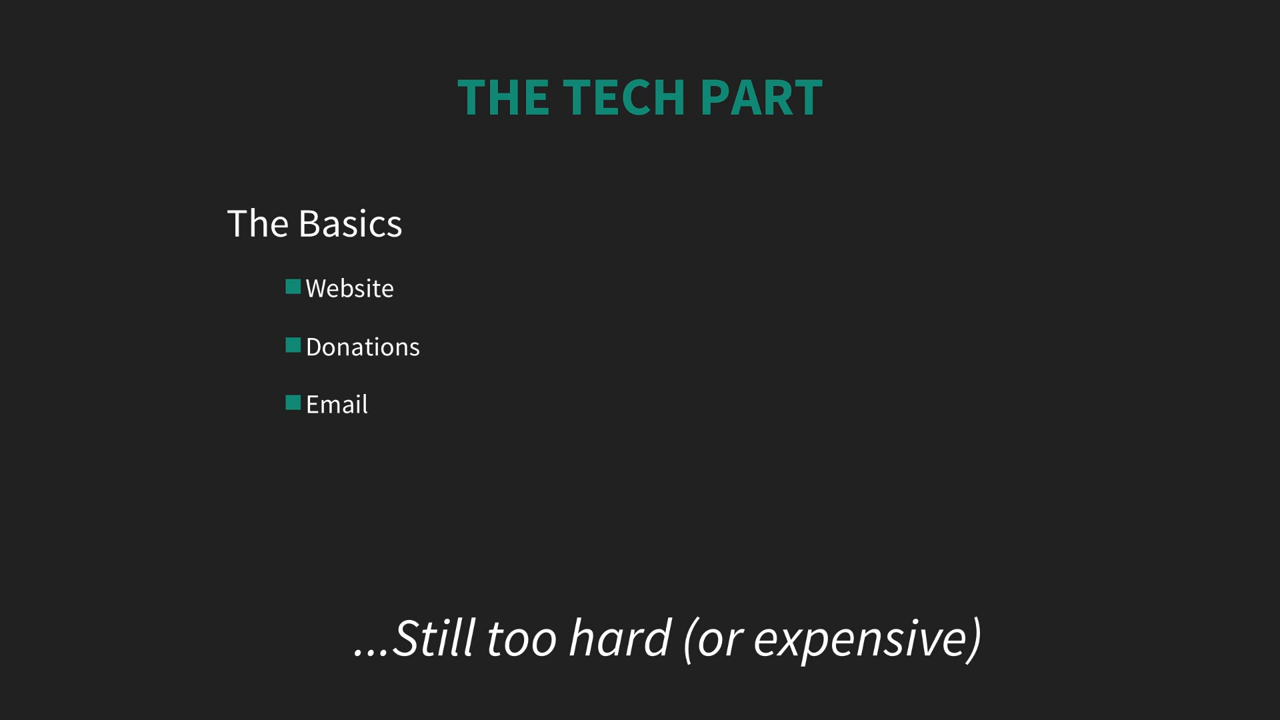 THE TECH PART
The Basics
Website
Donations
Email
...Still too hard (or expensive)